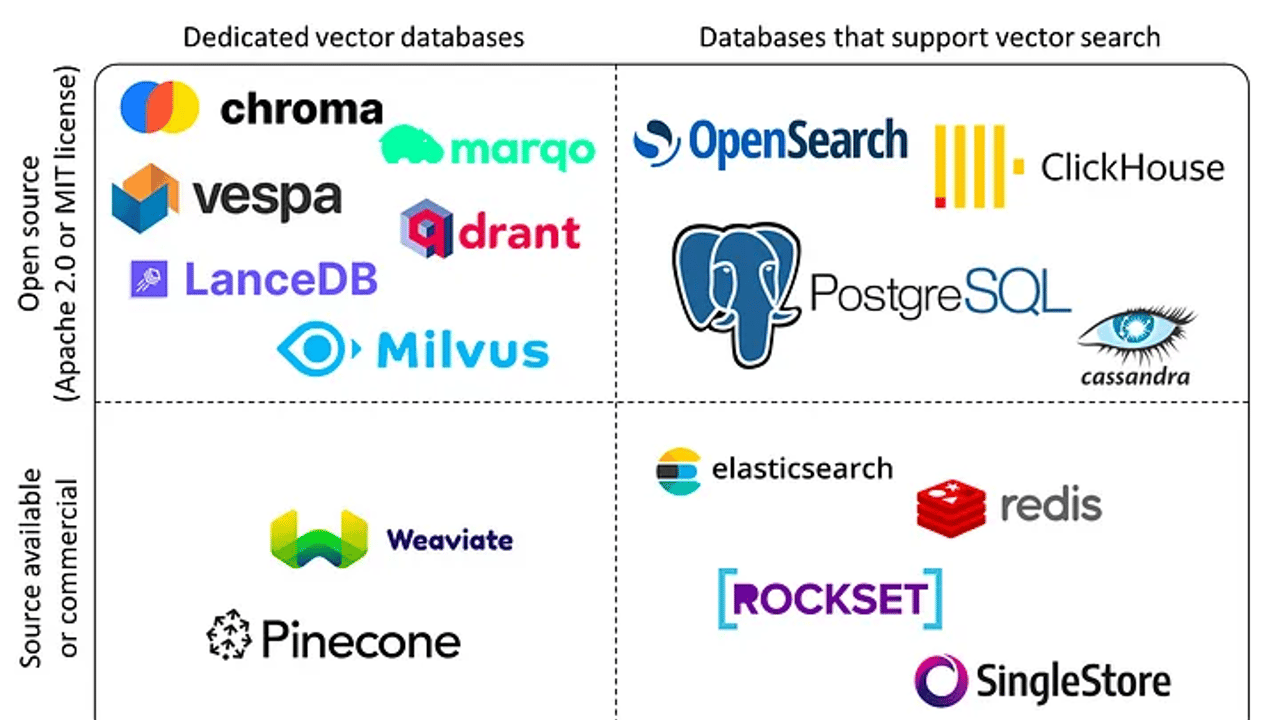 Dedicated vector databases
Databases that support vector search
Open source
(Apache 2.0 or MIT license)
chroma
marqo
vespa
qdrant
LanceDB
Milvus
OpenSearch
ClickHouse
PostgreSQL
cassandra
Source available
or commercial
Weaviate
Pinecone
elasticsearch
redis
[ROCKSET]
SingleStore